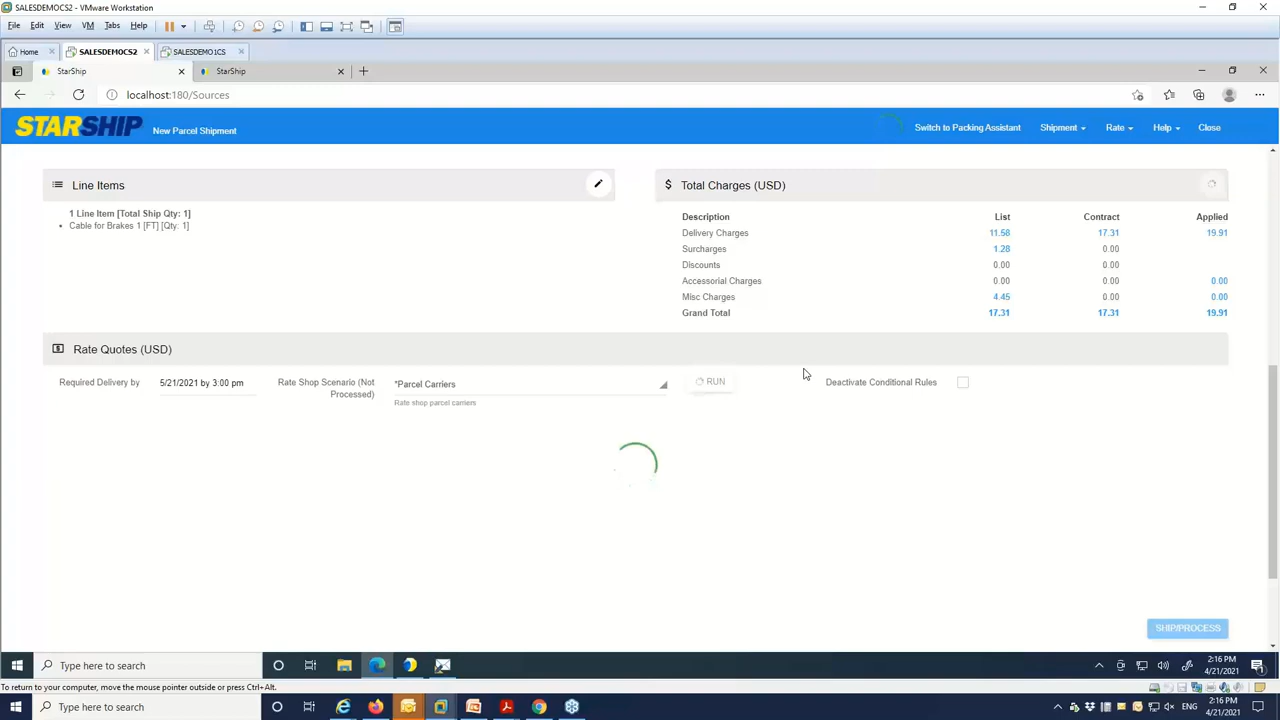 SALESDEMOCS2 - VMware Workstation
File Edit View VM Tabs Help
Home SALESDEMOCS2 SALESDEMO1CS
StarShip StarShip
localhost:180/Sources
STARSHIP New Parcel Shipment Switch to Packing Assistant Shipment Rate Help Close
Line Items
1 Line Item [Total Ship Qty: 1]
Cable for Brakes 1 [FT] [Qty: 1]
Total Charges (USD)
Description List Contract Applied
Delivery Charges 11.58 17.31 19.91
Surcharges 1.28 0.00
Discounts 0.00 0.00
Accessorial Charges 0.00 0.00 0.00
Misc Charges 4.45 0.00 0.00
Grand Total 17.31 17.31 19.91
Rate Quotes (USD)
Required Delivery by 5/21/2021 by 3:00 pm Rate Shop Scenario (Not
Processed) *Parcel Carriers RUN Deactivate Conditional Rules
Rate shop parcel carriers
SHIP/PROCESS
Type here to search 2:16 PM
4/21/2021
To return to your computer, move the mouse pointer outside or press Ctrl+Alt.
Type here to search ENG 2:16 PM
4/21/2021